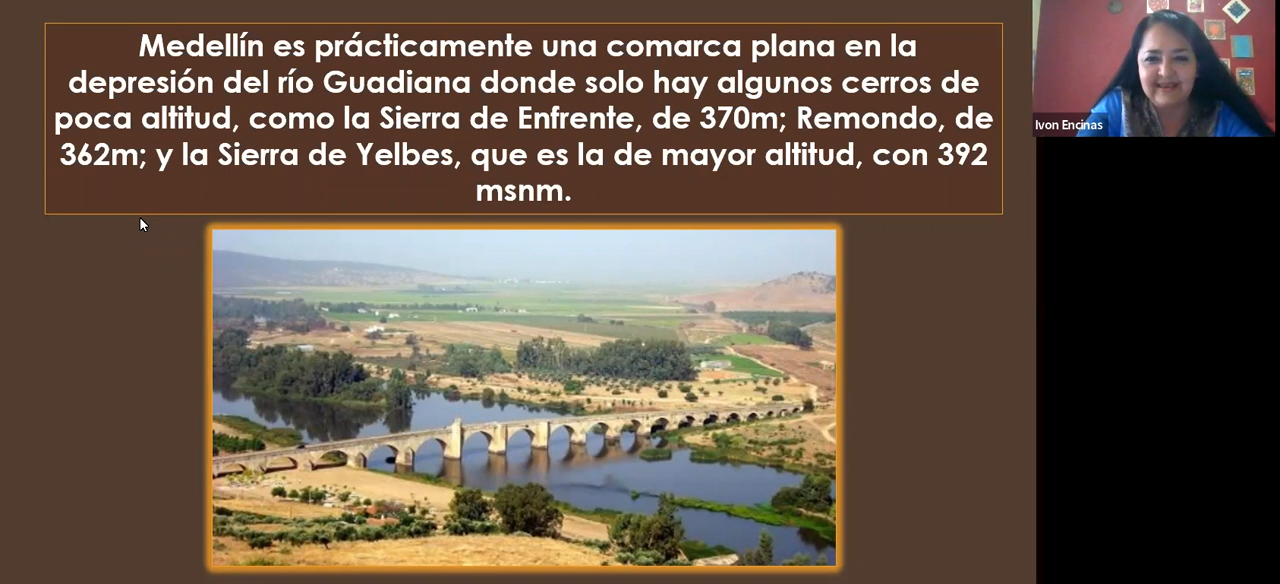 Medellín es prácticamente una comarca plana en la
depresión del río Guadiana donde solo hay algunos cerros de
poca altitud, como la Sierra de Enfrente, de 370m; Remondo, de
362m; y la Sierra de Yelbes, que es la de mayor altitud, con 392
msnm.
Ivon Encinas